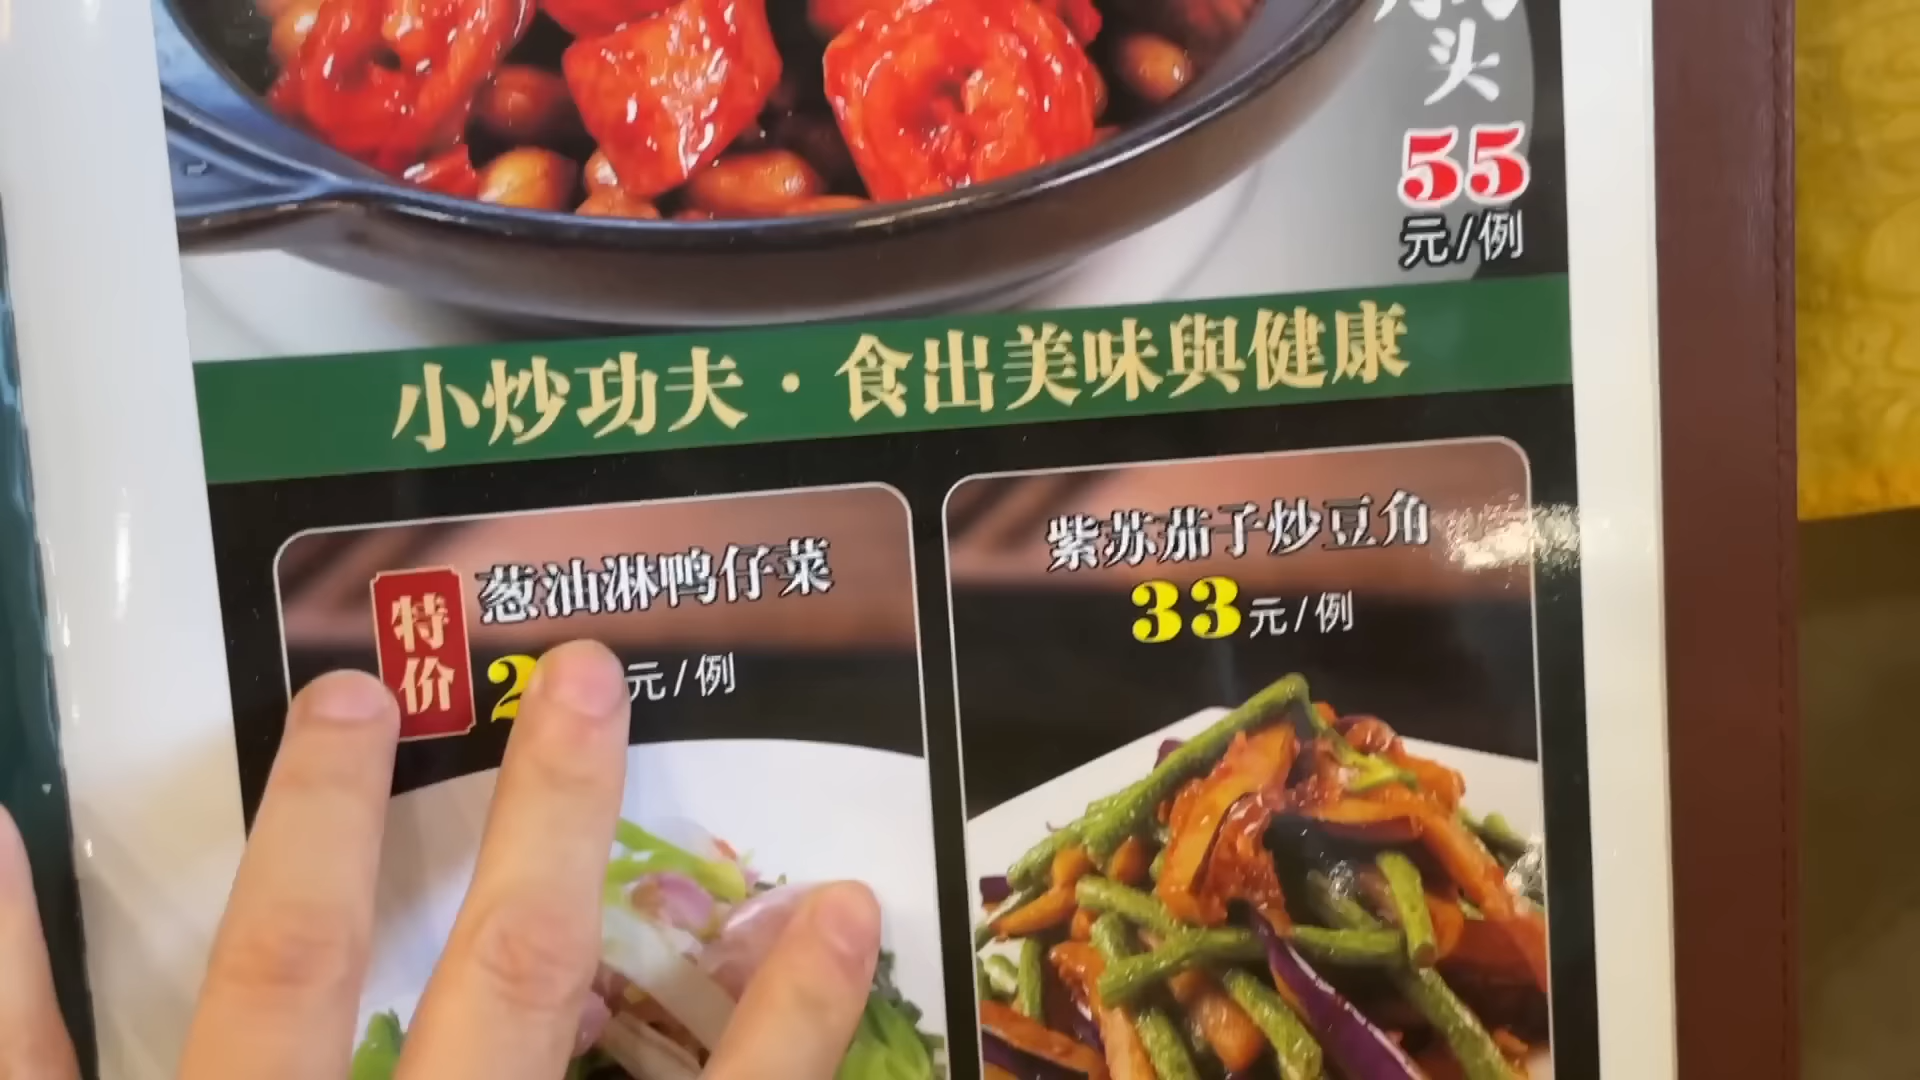 头
55
元/例
小炒功夫·食出美味與健康
特价
葱油淋鸭仔菜
2
元/例
紫苏茄子炒豆角
33元/例